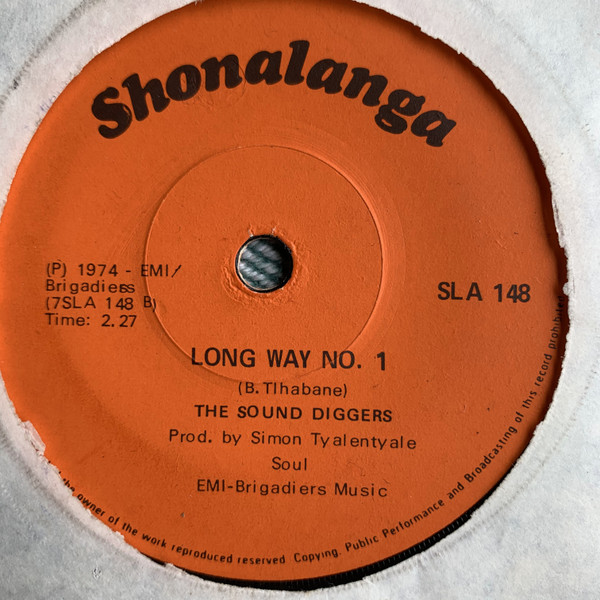 Shonalanga
(P) 1974 - EMI/
Brigadiess
(7SLA 148 B)
Time: 2.27
SLA 148
LONG WAY NO. 1
(B. Tlhabane)
THE SOUND DIGGERS
Prod. by Simon Tyalentyale
Soul
EMI-Brigadiers Music
the owner of the work reproduced reserved Copying, Public Performance and Broadcasting of this record prohibited